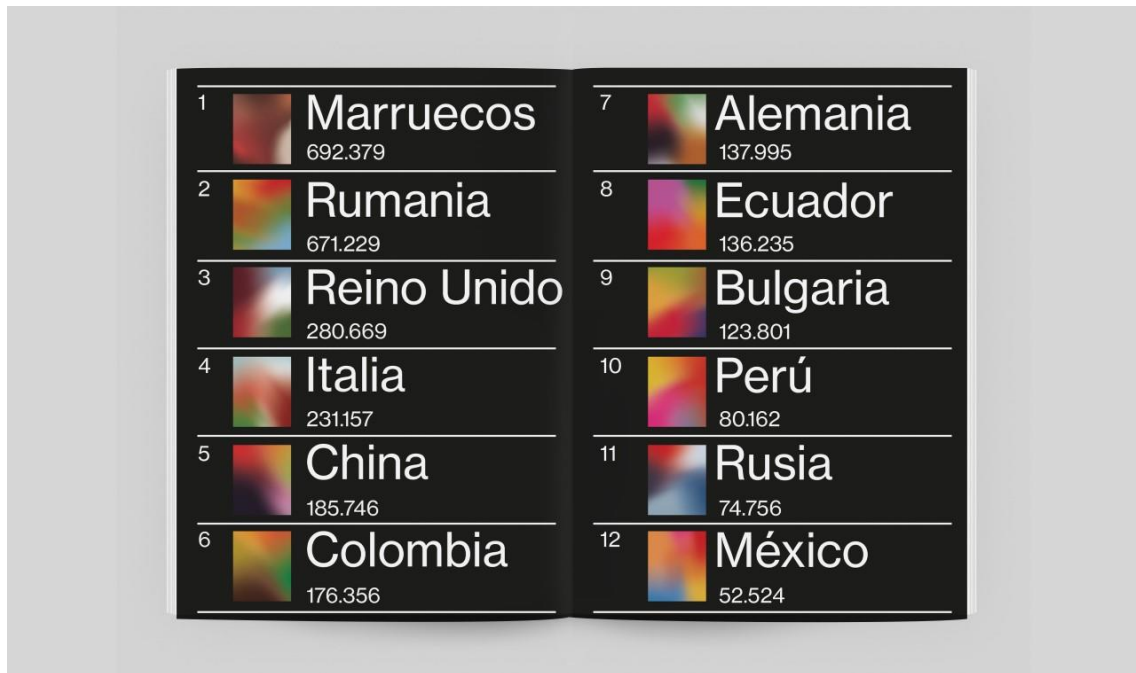 1
Marruecos
692.379
2
Rumania
671.229
3
Reino Unido
280.669
4
Italia
231.157
5
China
185.746
6
Colombia
176.356
7
Alemania
137.995
8
Ecuador
136.235
9
Bulgaria
123.801
10
Perú
80.162
11
Rusia
74.756
12
México
52.524